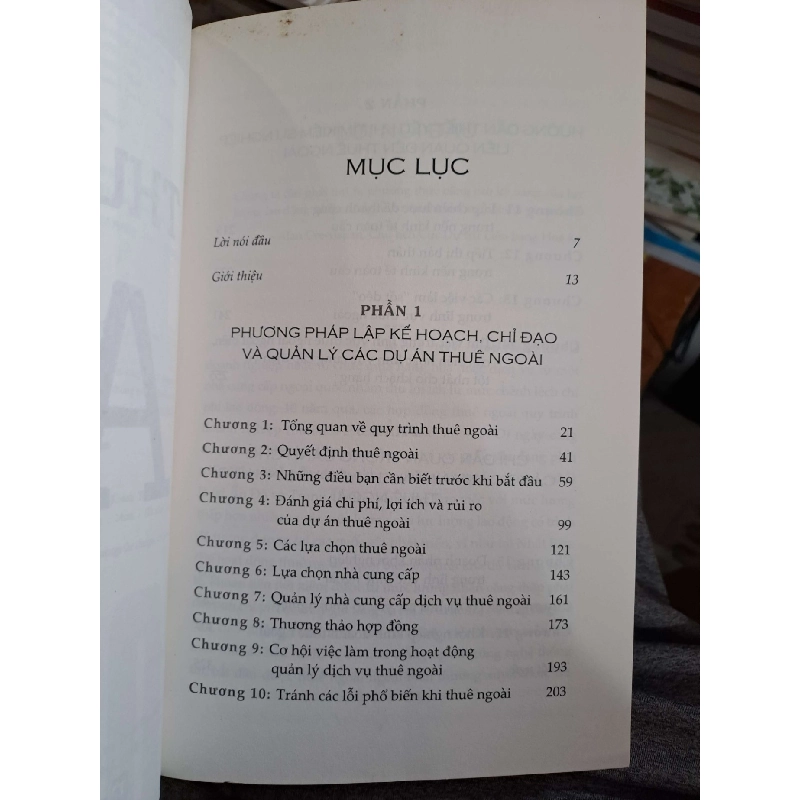 MỤC LỤC
Lời nói đầu 7
Giới thiệu 13
PHẦN 1
PHƯƠNG PHÁP LẬP KẾ HOẠCH, CHỈ ĐẠO
VÀ QUẢN LÝ CÁC DỰ ÁN THUÊ NGOÀI
Chương 1: Tổng quan về quy trình thuê ngoài 21
Chương 2: Quyết định thuê ngoài 41
Chương 3: Những điều bạn cần biết trước khi bắt đầu 59
Chương 4: Đánh giá chi phí, lợi ích và rủi ro
của dự án thuê ngoài 99
Chương 5: Các lựa chọn thuê ngoài 121
Chương 6: Lựa chọn nhà cung cấp 143
Chương 7: Quản lý nhà cung cấp dịch vụ thuê ngoài 161
Chương 8: Thương thảo hợp đồng 173
Chương 9: Cơ hội việc làm trong hoạt động
quản lý dịch vụ thuê ngoài 193
Chương 10: Tránh các lỗi phổ biến khi thuê ngoài 203